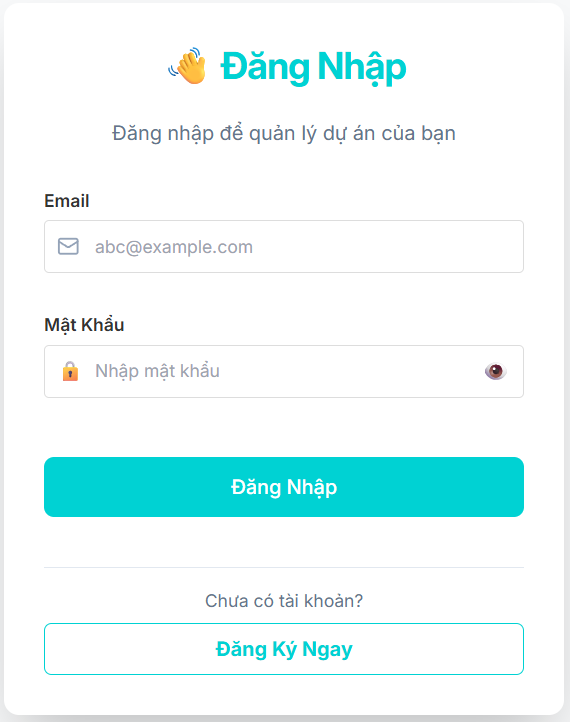 Đăng Nhập
Đăng nhập để quản lý dự án của bạn
Email
abc@example.com
Mật Khẩu
Nhập mật khẩu
Đăng Nhập
Chưa có tài khoản?
Đăng Ký Ngay